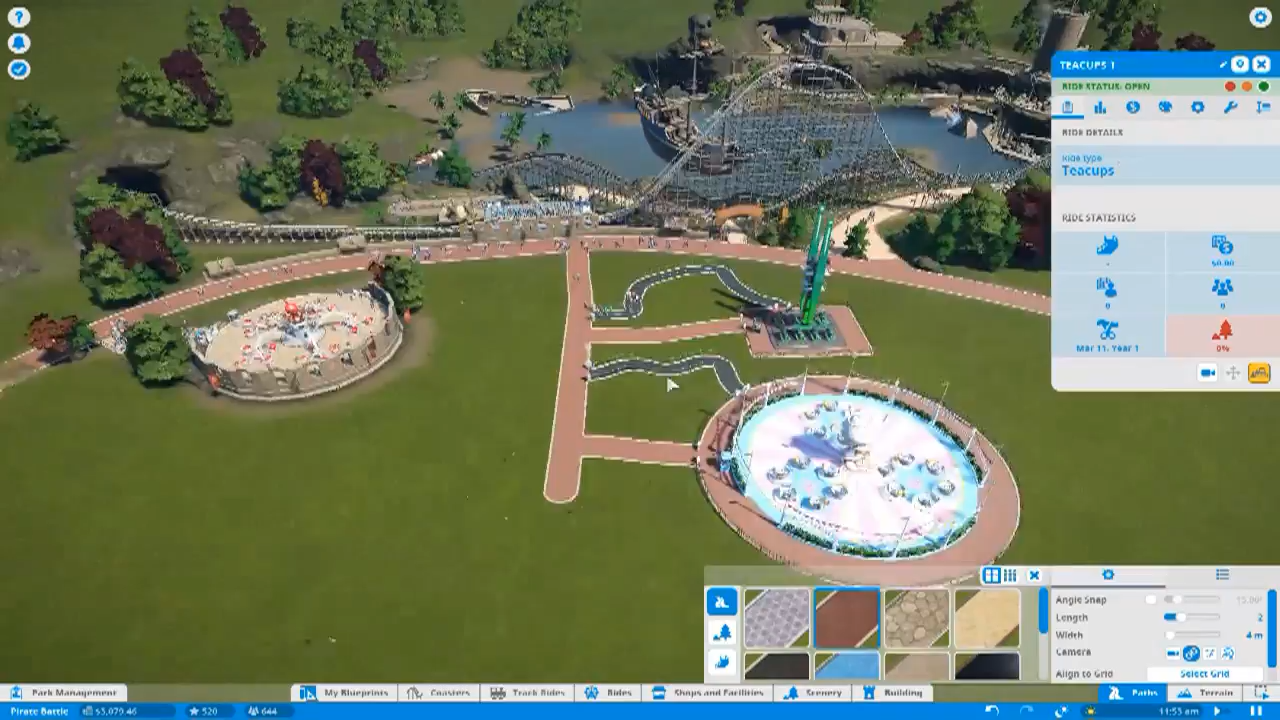 TEACUPS 1
RIDE STATUS: OPEN
RIDE DETAILS
Ride type
Teacups
RIDE STATISTICS
-
$0.00
0
0
Mar 11, Year 1
0%
Angle Snap
15.00°
Length
2
Width
4 m
Camera
Align to Grid
Select Grid
Park Management
My Blueprints
Coasters
Track Rides
Rides
Shops and Facilities
Scenery
Building
Paths
Terrain
Pirate Battle
$3,079.46
520
644
11:53 am